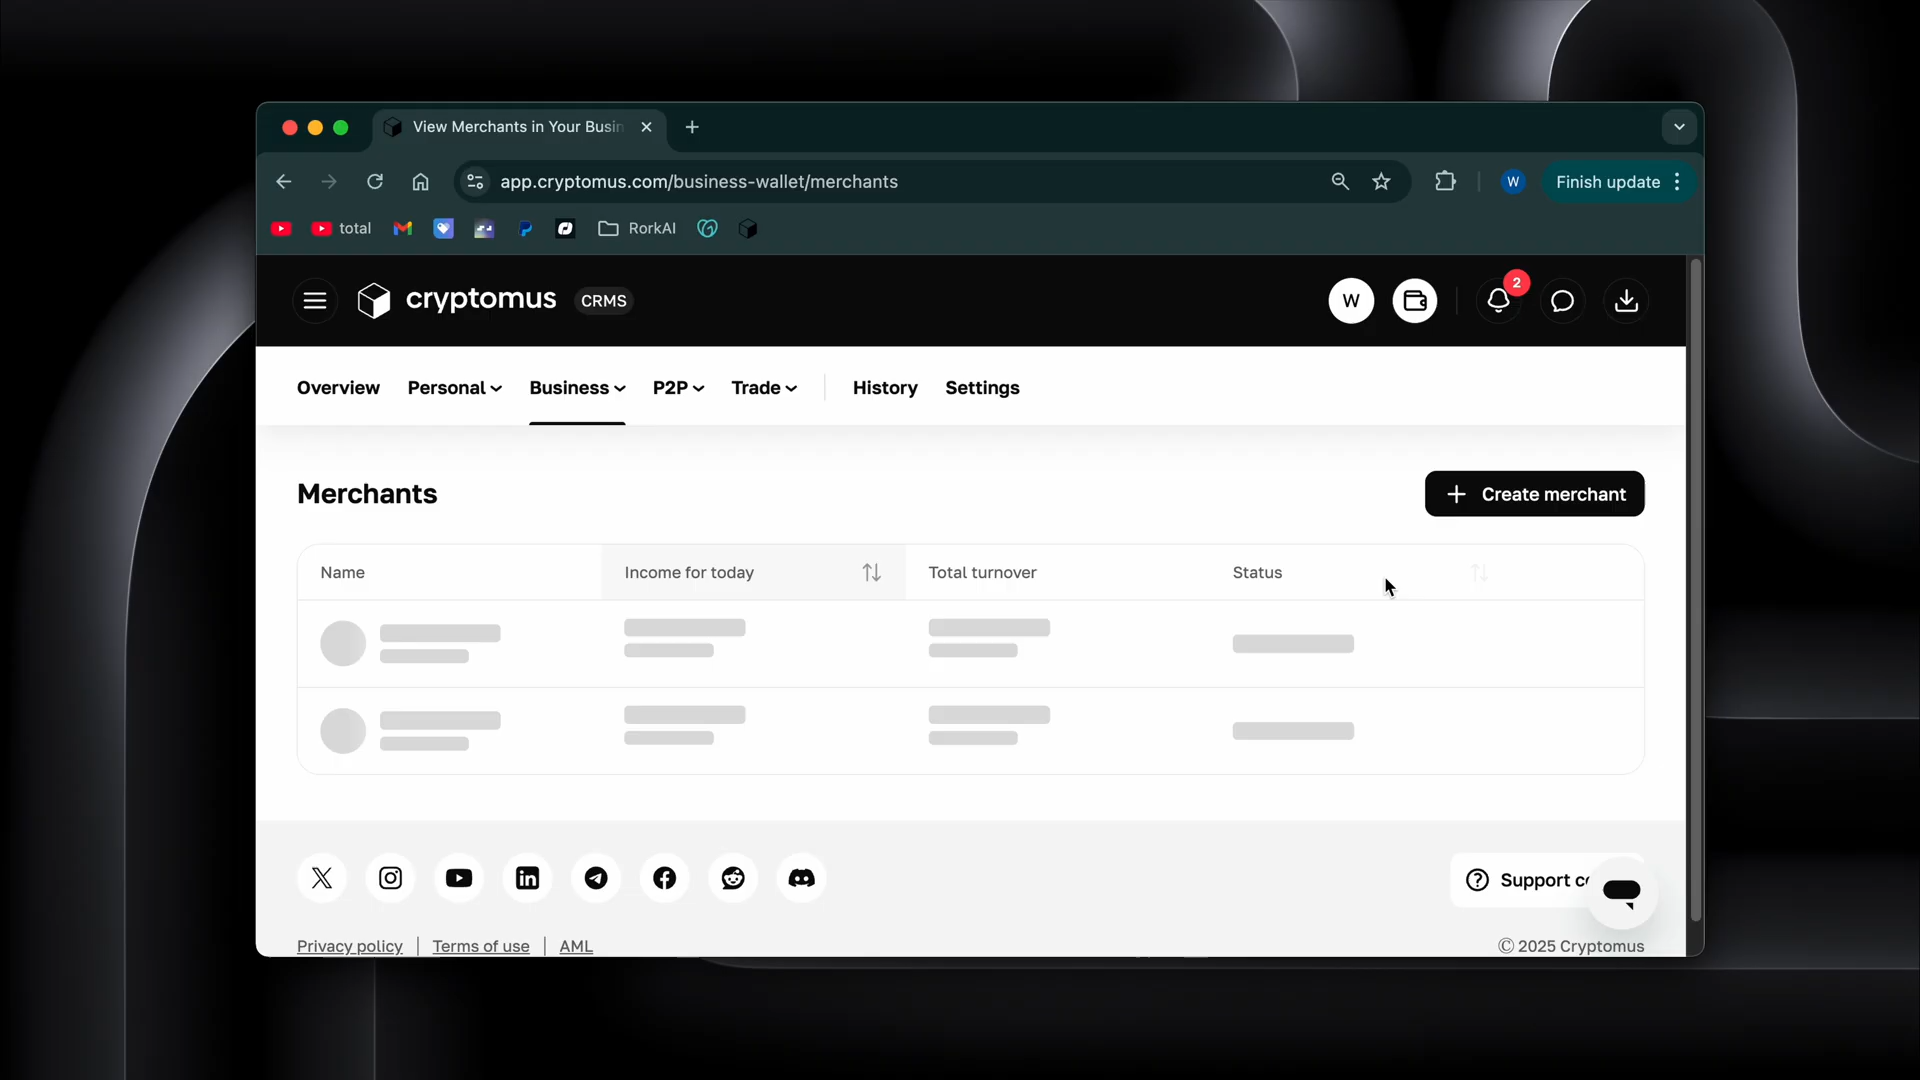 View Merchants in Your Busin
app.cryptomus.com/business-wallet/merchants
W
Finish update
total
RorkAI
cryptomus
CRMS
W
2
Overview
Personal
Business
P2P
Trade
History
Settings
Merchants
Create merchant
Name
Income for today
Total turnover
Status
Support c
Privacy policy
Terms of use
AML
© 2025 Cryptomus